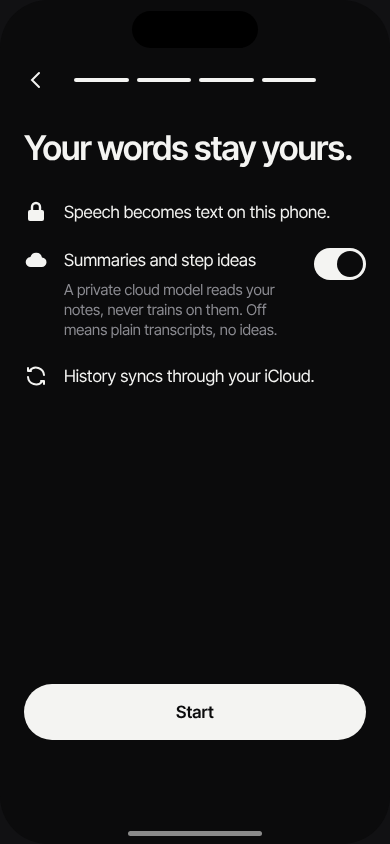 Your words stay yours.
Speech becomes text on this phone.
Summaries and step ideas
A private cloud model reads your
notes, never trains on them. Off
means plain transcripts, no ideas.
History syncs through your iCloud.
Start